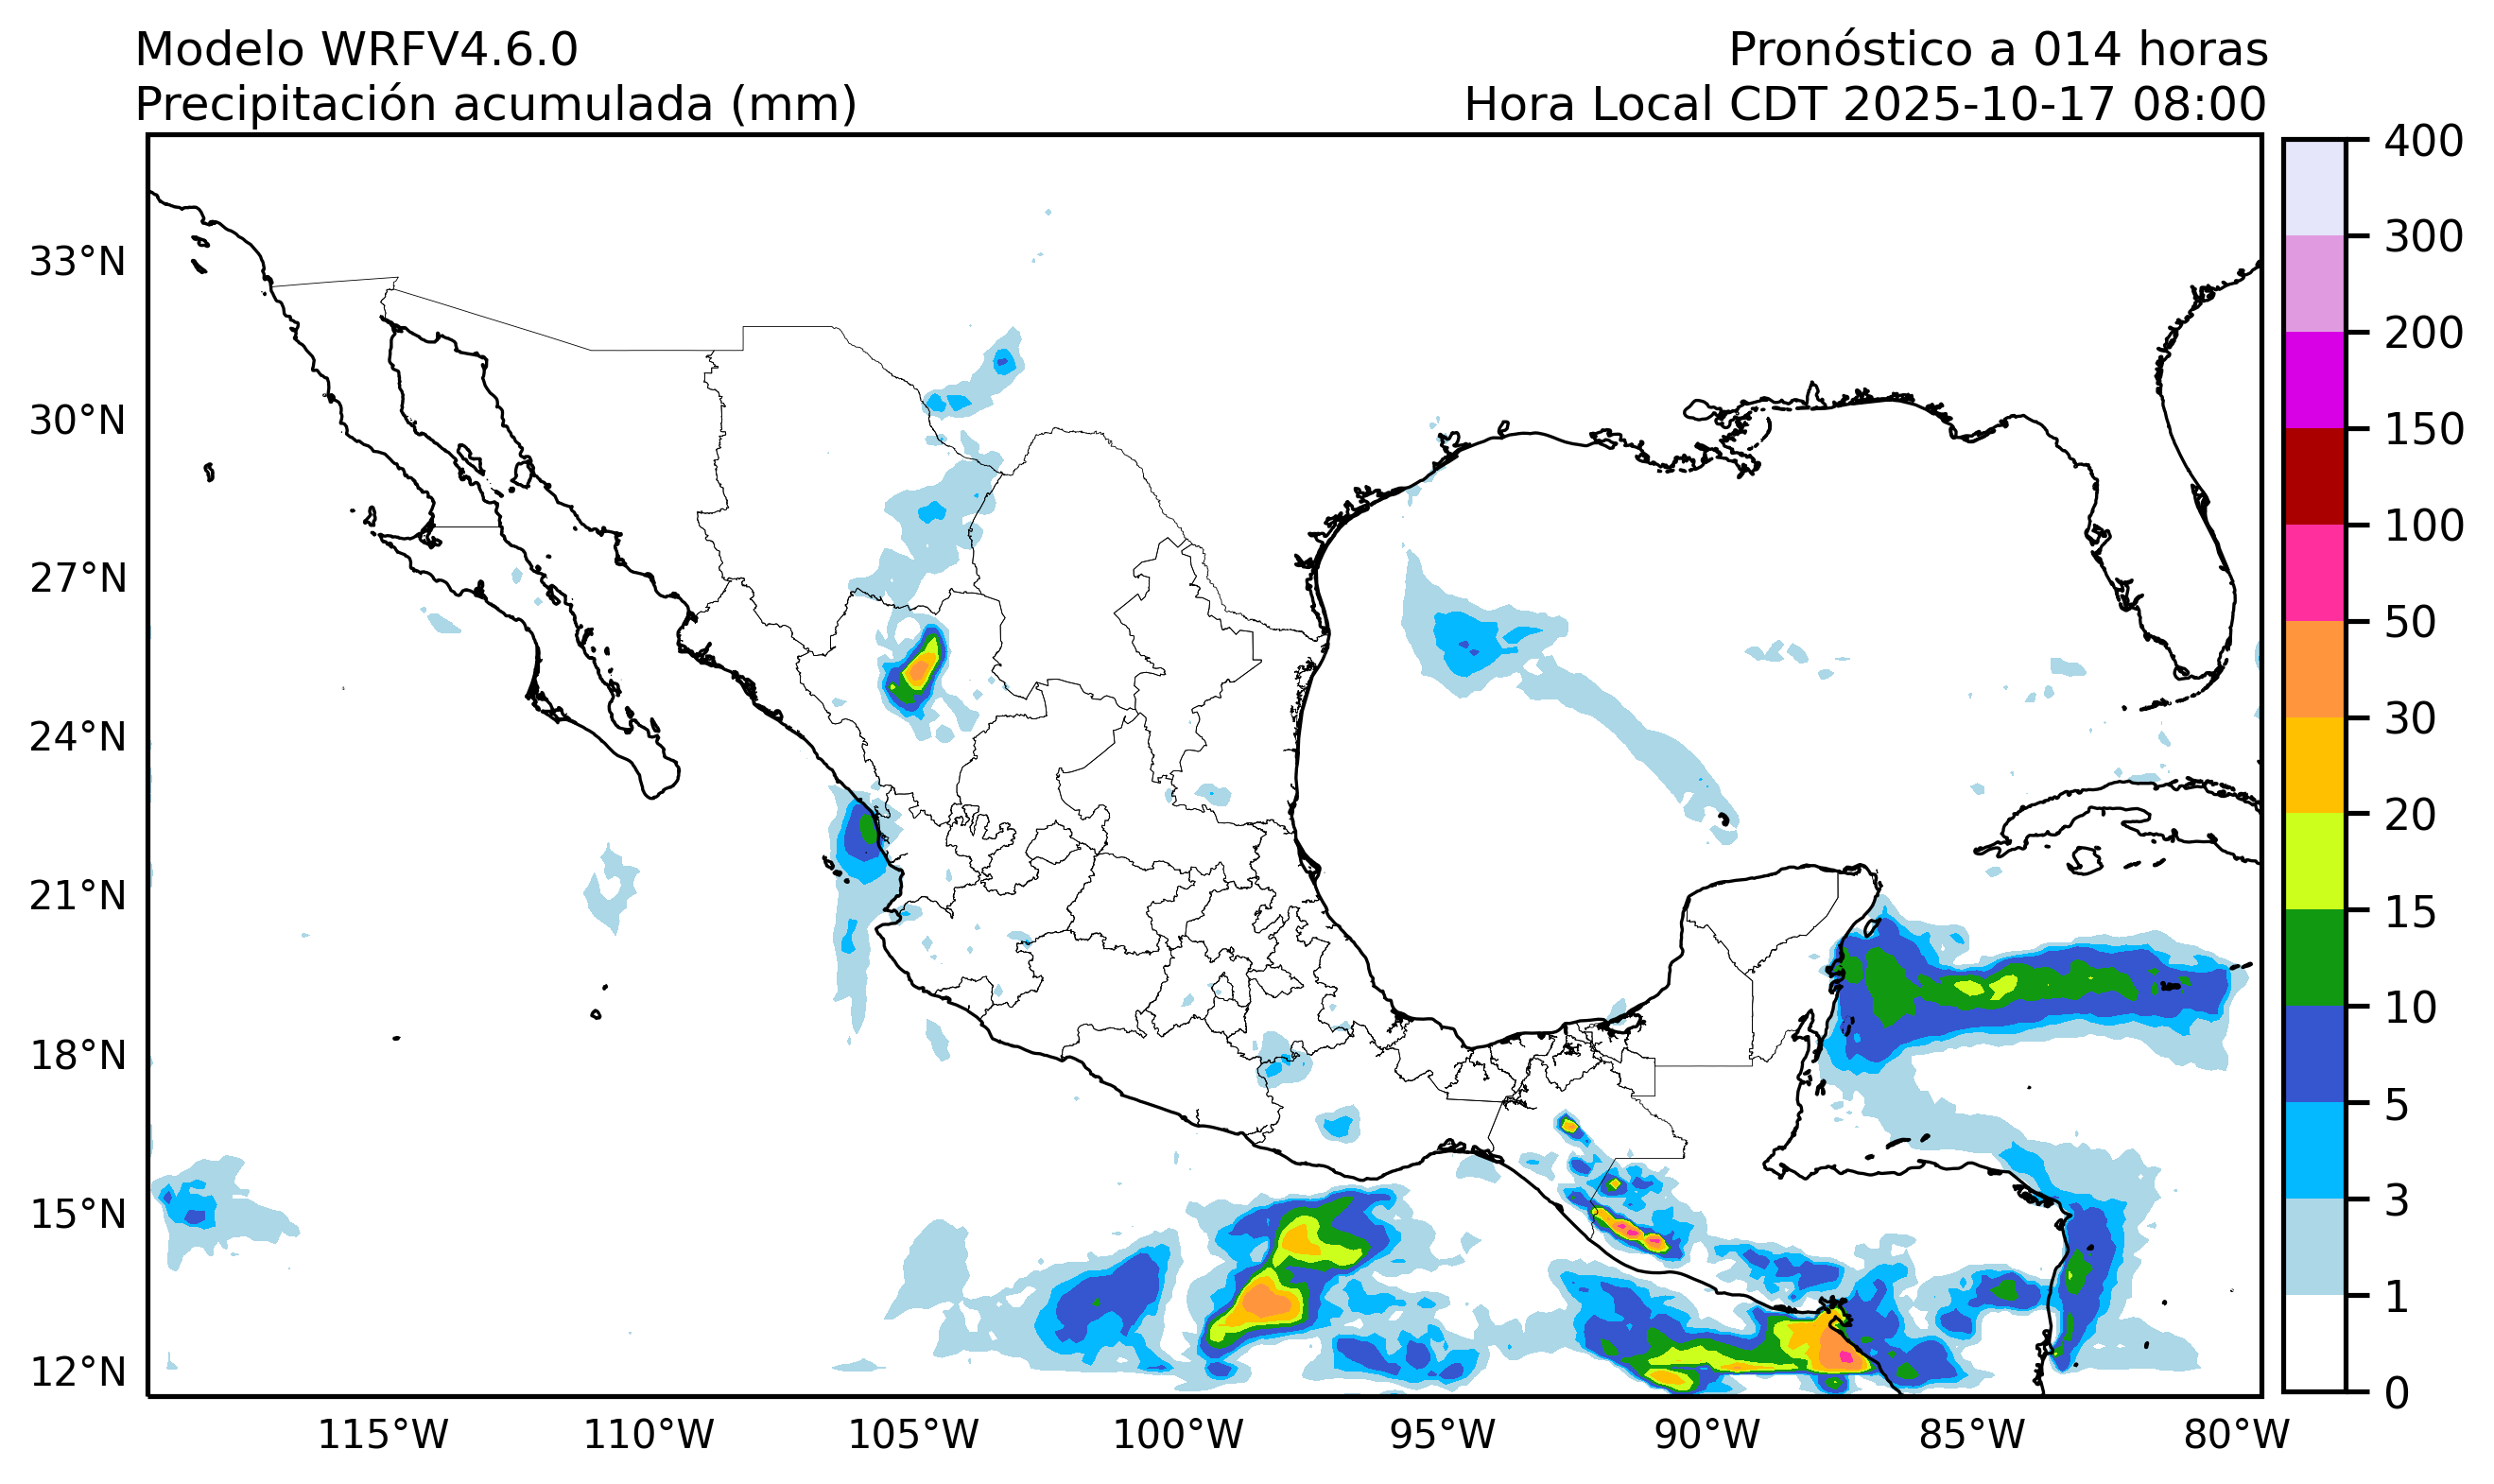 Modelo WRFV4.6.0
Pronóstico a 014 horas
Precipitación acumulada (mm)
Hora Local CDT 2025-10-17 08:00
400
300
200
150
100
50
30
20
15
10
5
3
1
0
33°N
30°N
27°N
24°N
21°N
18°N
15°N
12°N
115°W
110°W
105°W
100°W
95°W
90°W
85°W
80°W